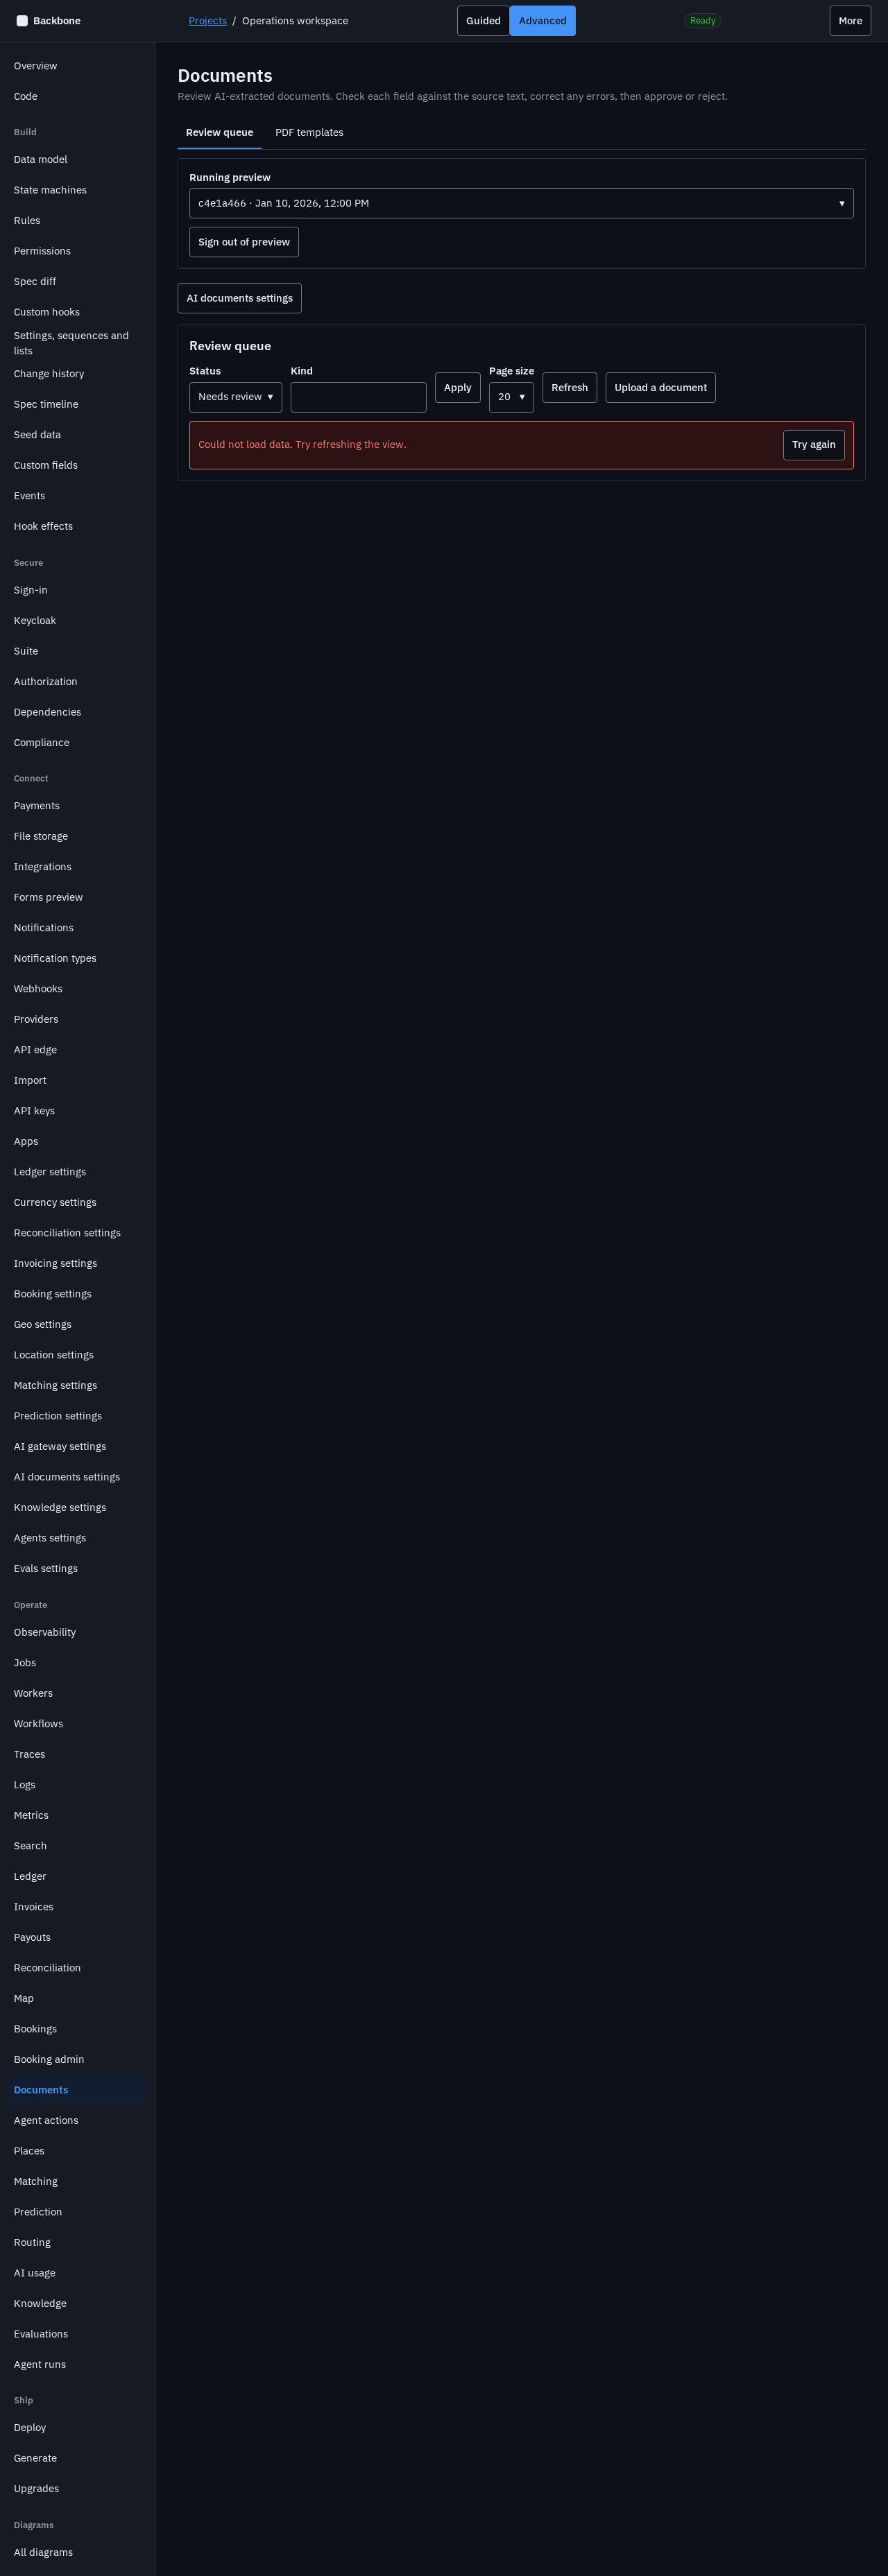 Backbone
Projects / Operations workspace
Guided
Advanced
Ready
More
Overview
Code
Build
Data model
State machines
Rules
Permissions
Spec diff
Custom hooks
Settings, sequences and
lists
Change history
Spec timeline
Seed data
Custom fields
Events
Hook effects
Secure
Sign-in
Keycloak
Suite
Authorization
Dependencies
Compliance
Connect
Payments
File storage
Integrations
Forms preview
Notifications
Notification types
Webhooks
Providers
API edge
Import
API keys
Apps
Ledger settings
Currency settings
Reconciliation settings
Invoicing settings
Booking settings
Geo settings
Location settings
Matching settings
Prediction settings
AI gateway settings
AI documents settings
Knowledge settings
Agents settings
Evals settings
Operate
Observability
Jobs
Workers
Workflows
Traces
Logs
Metrics
Search
Ledger
Invoices
Payouts
Reconciliation
Map
Bookings
Booking admin
Documents
Agent actions
Places
Matching
Prediction
Routing
AI usage
Knowledge
Evaluations
Agent runs
Ship
Deploy
Generate
Upgrades
Diagrams
All diagrams
Documents
Review AI-extracted documents. Check each field against the source text, correct any errors, then approve or reject.
Review queue
PDF templates
Running preview
c4e1a466 · Jan 10, 2026, 12:00 PM
Sign out of preview
AI documents settings
Review queue
Status
Kind
Page size
Needs review
Apply
20
Refresh
Upload a document
Could not load data. Try refreshing the view.
Try again